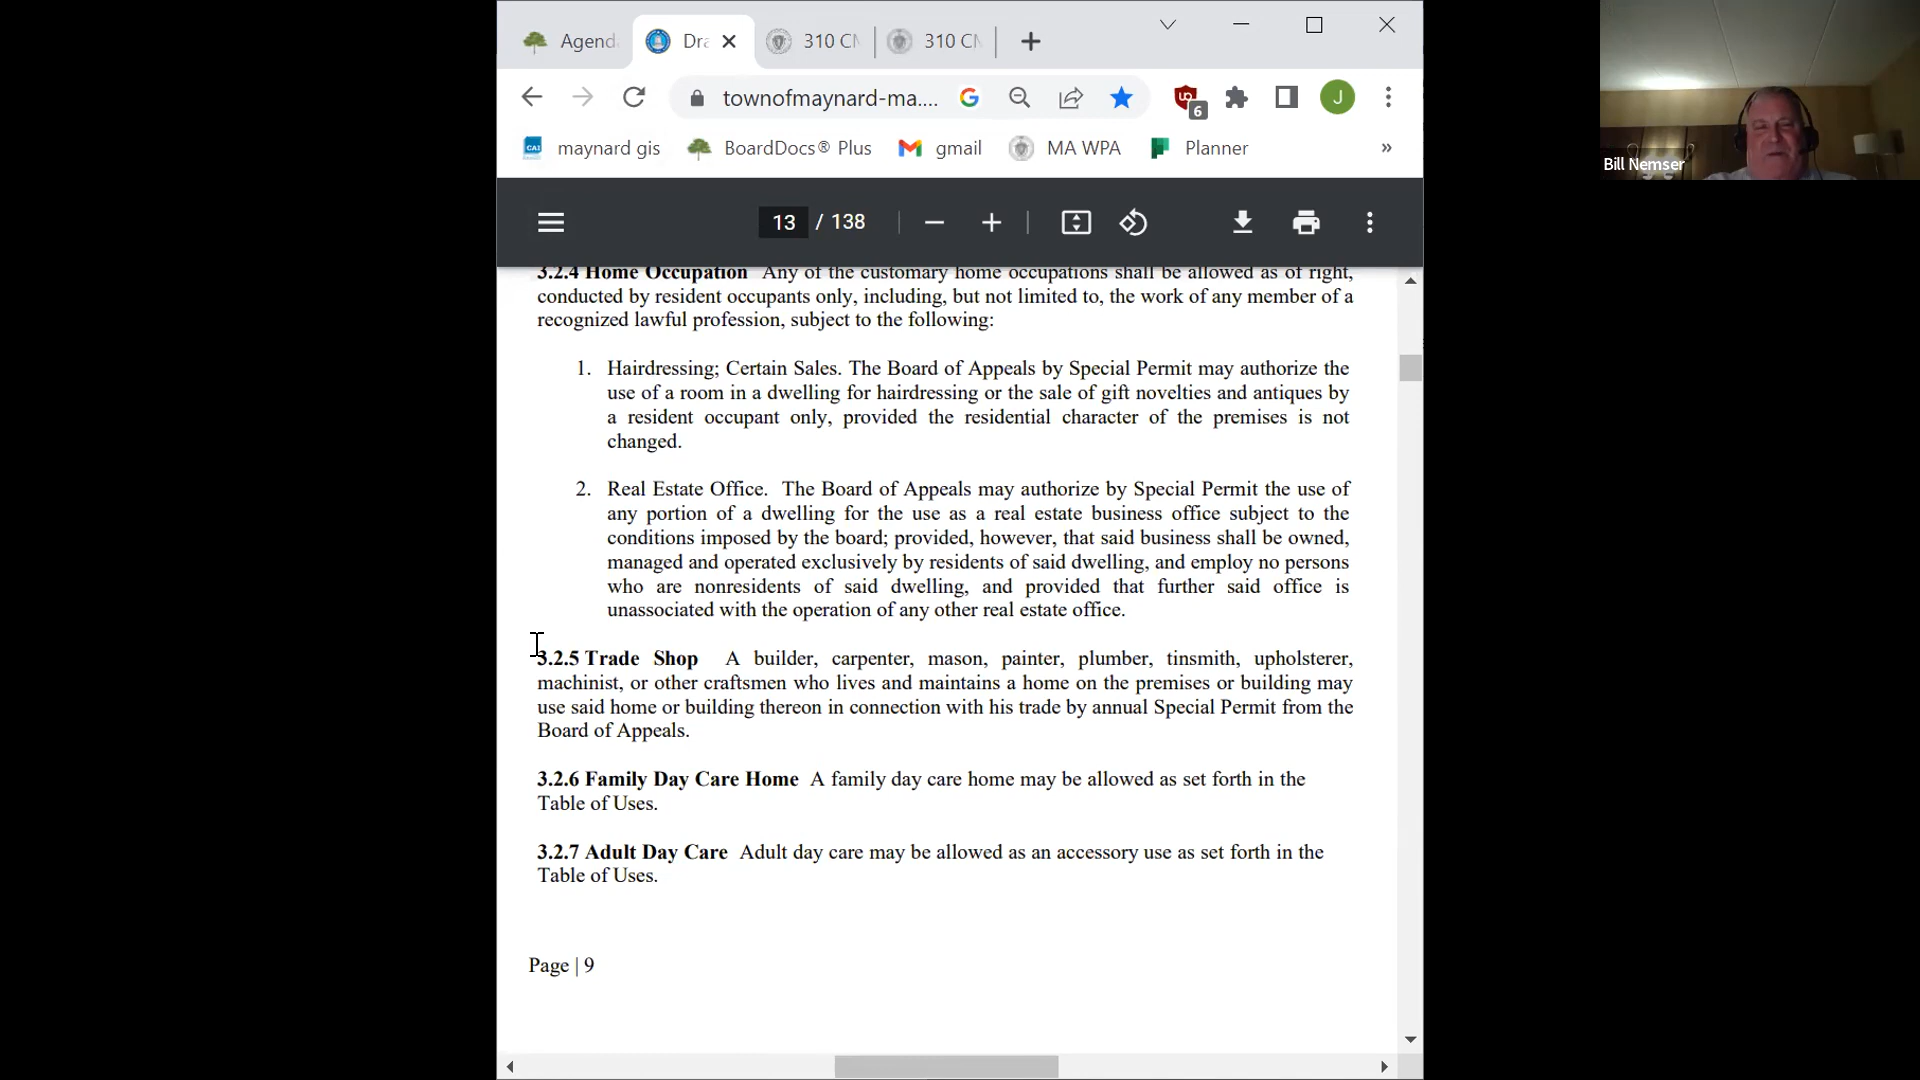 Agend
Dra
310 CM
310 CM
townofmaynard-ma....
6
J
maynard gis
BoardDocs® Plus
gmail
MA WPA
Planner
»
13 / 138
3.2.4 Home Occupation Any of the customary home occupations shall be allowed as of right,
conducted by resident occupants only, including, but not limited to, the work of any member of a
recognized lawful profession, subject to the following:
1. Hairdressing; Certain Sales. The Board of Appeals by Special Permit may authorize the
use of a room in a dwelling for hairdressing or the sale of gift novelties and antiques by
a resident occupant only, provided the residential character of the premises is not
changed.
2. Real Estate Office. The Board of Appeals may authorize by Special Permit the use of
any portion of a dwelling for the use as a real estate business office subject to the
conditions imposed by the board; provided, however, that said business shall be owned,
managed and operated exclusively by residents of said dwelling, and employ no persons
who are nonresidents of said dwelling, and provided that further said office is
unassociated with the operation of any other real estate office.
3.2.5 Trade Shop A builder, carpenter, mason, painter, plumber, tinsmith, upholsterer,
machinist, or other craftsmen who lives and maintains a home on the premises or building may
use said home or building thereon in connection with his trade by annual Special Permit from the
Board of Appeals.
3.2.6 Family Day Care Home A family day care home may be allowed as set forth in the
Table of Uses.
3.2.7 Adult Day Care Adult day care may be allowed as an accessory use as set forth in the
Table of Uses.
Page | 9
Bill Nemser